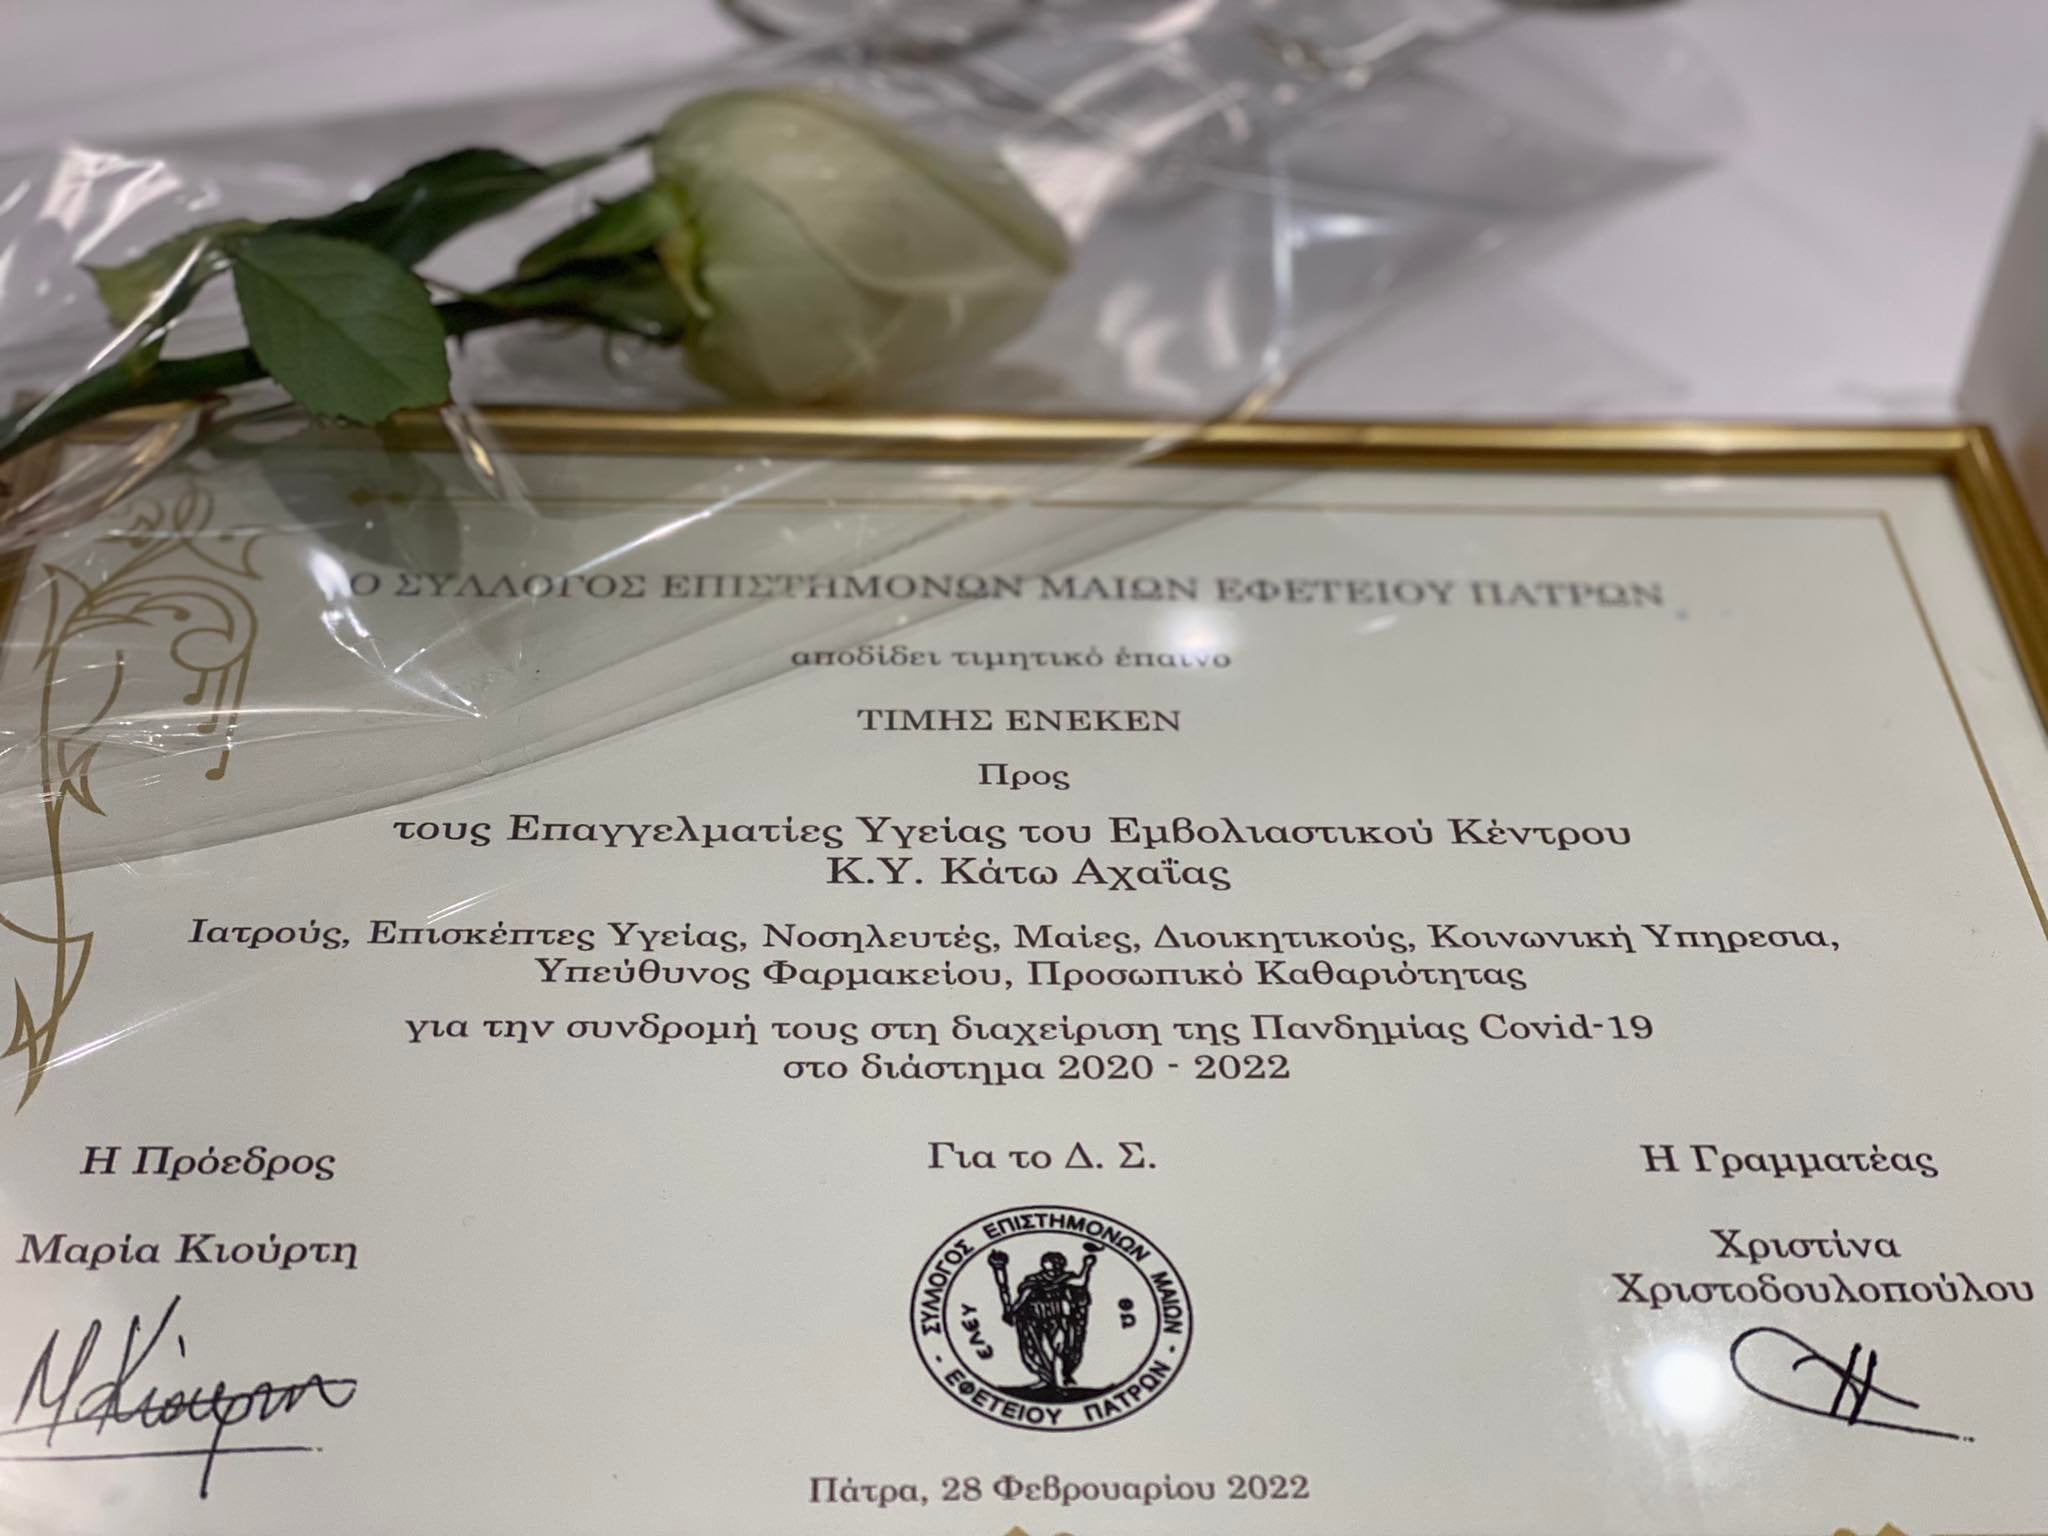 Ο ΣΥΛΛΟΓΟΣ ΕΠΙΣΤΗΜΟΝΩΝ ΜΑΙΩΝ ΕΦΕΤΕΙΟΥ ΠΑΤΡΩΝ
αποδίδει τιμητικό έπαινο
ΤΙΜΗΣ ΕΝΕΚΕΝ
Προς
τους Επαγγελματίες Υγείας του Εμβολιαστικού Κέντρου
Κ.Υ. Κάτω Αχαΐας
Ιατρούς, Επισκέπτες Υγείας, Νοσηλευτές, Μαίες, Διοικητικούς, Κοινωνική Υπηρεσια,
Υπεύθυνος Φαρμακείου, Προσωπικό Καθαριότητας
για την συνδρομή τους στη διαχείριση της Πανδημίας Covid-19
στο διάστημα 2020 - 2022
Η Πρόεδρος
Μαρία Κιούρτη
Μ Κιούρτη
Για το Δ. Σ.
ΣΥΛΛΟΓΟΣ ΕΠΙΣΤΗΜΟΝΩΝ ΜΑΙΩΝ
ΕΛΕΥ ΘΩ
· ΕΦΕΤΕΙΟΥ ΠΑΤΡΩΝ ·
Η Γραμματέας
Χριστίνα
Χριστοδουλοπούλου
Πάτρα, 28 Φεβρουαρίου 2022